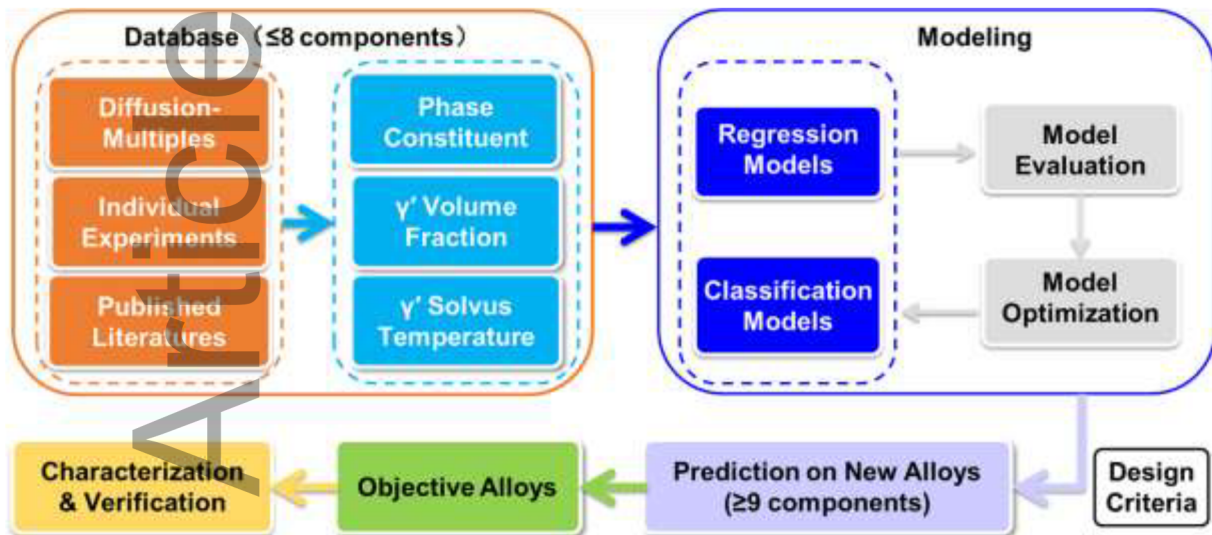 Database（≤8 components）
Diffusion-
Multiples
Individual
Experiments
Published
Literatures
Phase
Constituent
γ′ Volume
Fraction
γ′ Solvus
Temperature
Modeling
Regression
Models
Classification
Models
Model
Evaluation
Model
Optimization
Characterization
& Verification
Objective Alloys
Prediction on New Alloys
(≥9 components)
Design
Criteria
Article